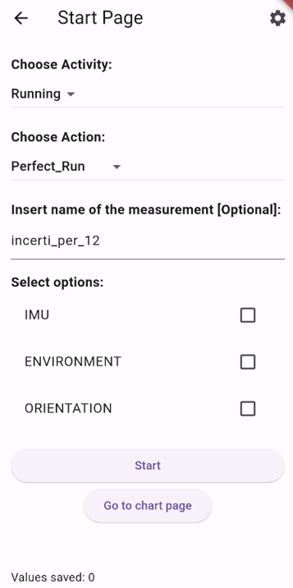 Start Page
Choose Activity:
Running
Choose Action:
Perfect_Run
Insert name of the measurement [Optional]:
incerti_per_12
Select options:
IMU
ENVIRONMENT
ORIENTATION
Start
Go to chart page
Values saved: 0